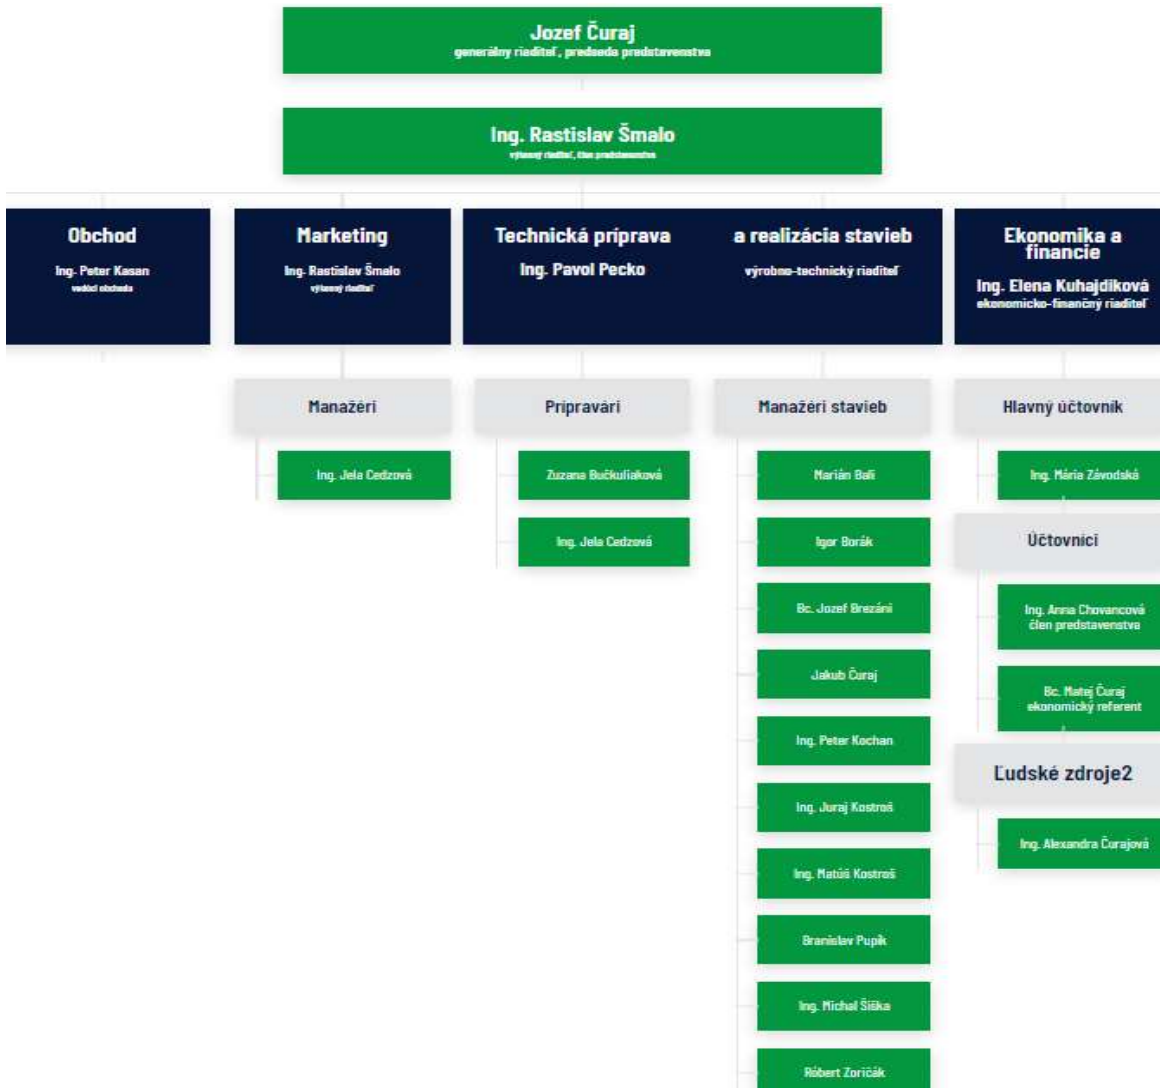 Jozef Čuraj
generálny riaditeľ, predseda predstavenstva
Ing. Rastislav Šmalo
výkonný riaditeľ, člen predstavenstva
Obchod
Ing. Peter Kasan
vedúci obchodu
Marketing
Ing. Rastislav Šmalo
výkonný riaditeľ
Technická príprava
Ing. Pavol Pecko
a realizácia stavieb
výrobno-technický riaditeľ
Ekonomika a
financie
Ing. Elena Kuhajdíková
ekonomicko-finančný riaditeľ
Manažéri
Ing. Jela Cedzová
Prípravári
Zuzana Bučkuliaková
Ing. Jela Cedzová
Manažéri stavieb
Marián Bali
Igor Borák
Bc. Jozef Brezáni
Jakub Čuraj
Ing. Peter Kochan
Ing. Juraj Kostroš
Ing. Matúš Kostroš
Branislav Pupík
Ing. Michal Šiška
Róbert Zoričák
Hlavný účtovník
Ing. Mária Závodská
Účtovníci
Ing. Anna Chovancová
člen predstavenstva
Bc. Matej Čuraj
ekonomický referent
Ľudské zdroje2
Ing. Alexandra Čurajová